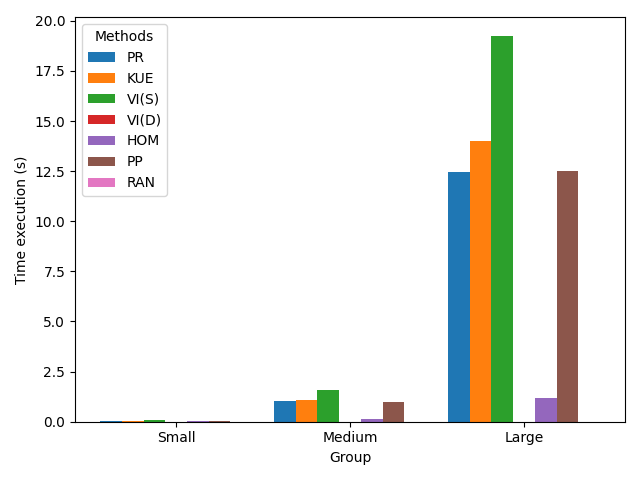 20.0
17.5
15.0
12.5
10.0
7.5
5.0
2.5
0.0
Time execution (s)
Methods
PR
KUE
VI(S)
VI(D)
HOM
PP
RAN
Small
Medium
Large
Group